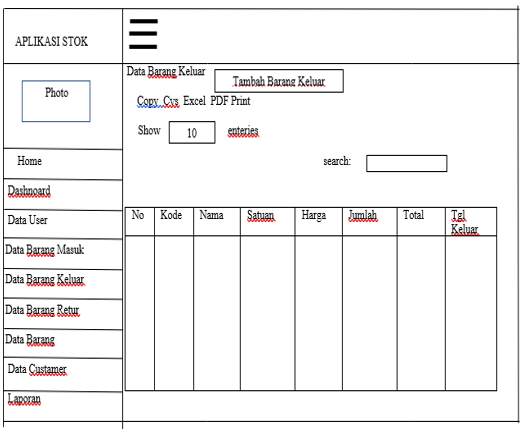 APLIKASI STOK
Photo
Home
Dashnoard
Data User
Data Barang Masuk
Data Barang Keluar
Data Barang Retur
Data Barang
Data Custamer
Laporan
Data Barang Keluar
Tambah Barang Keluar
Copy Cvs Excel PDF Print
Show 10 enteries
search:
No Kode Nama Satuan Harga Jumlah Total Tgl
Keluar